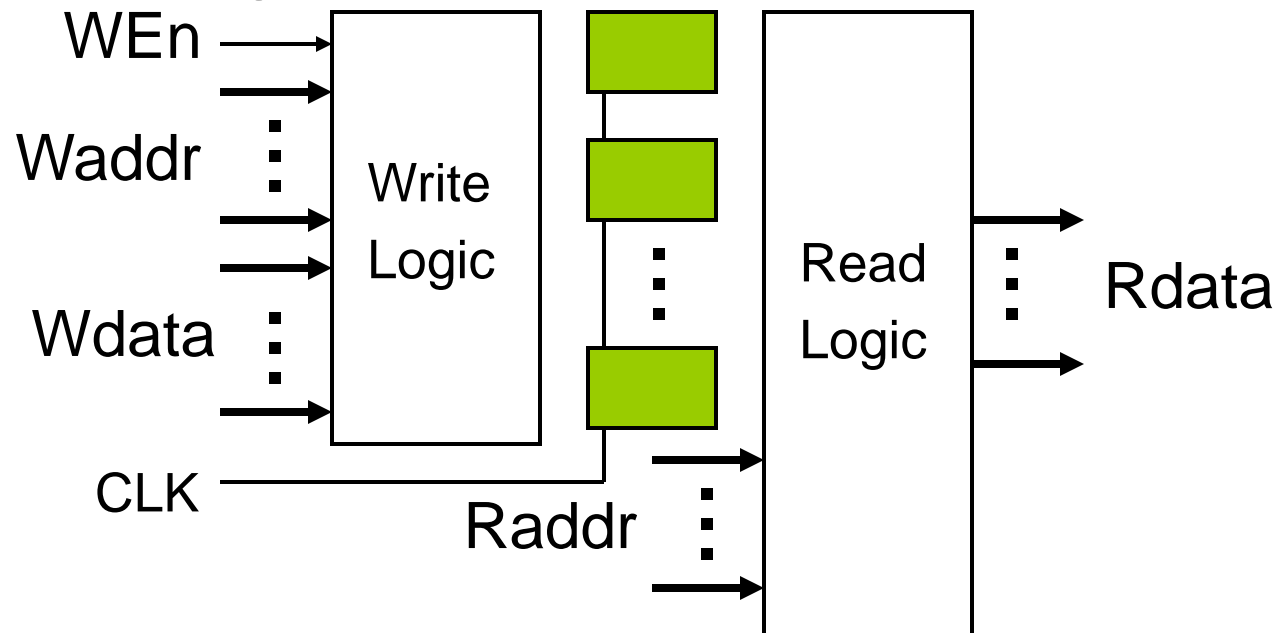 WEn
Waddr
Wdata
CLK
Write
Logic
Raddr
Read
Logic
Rdata